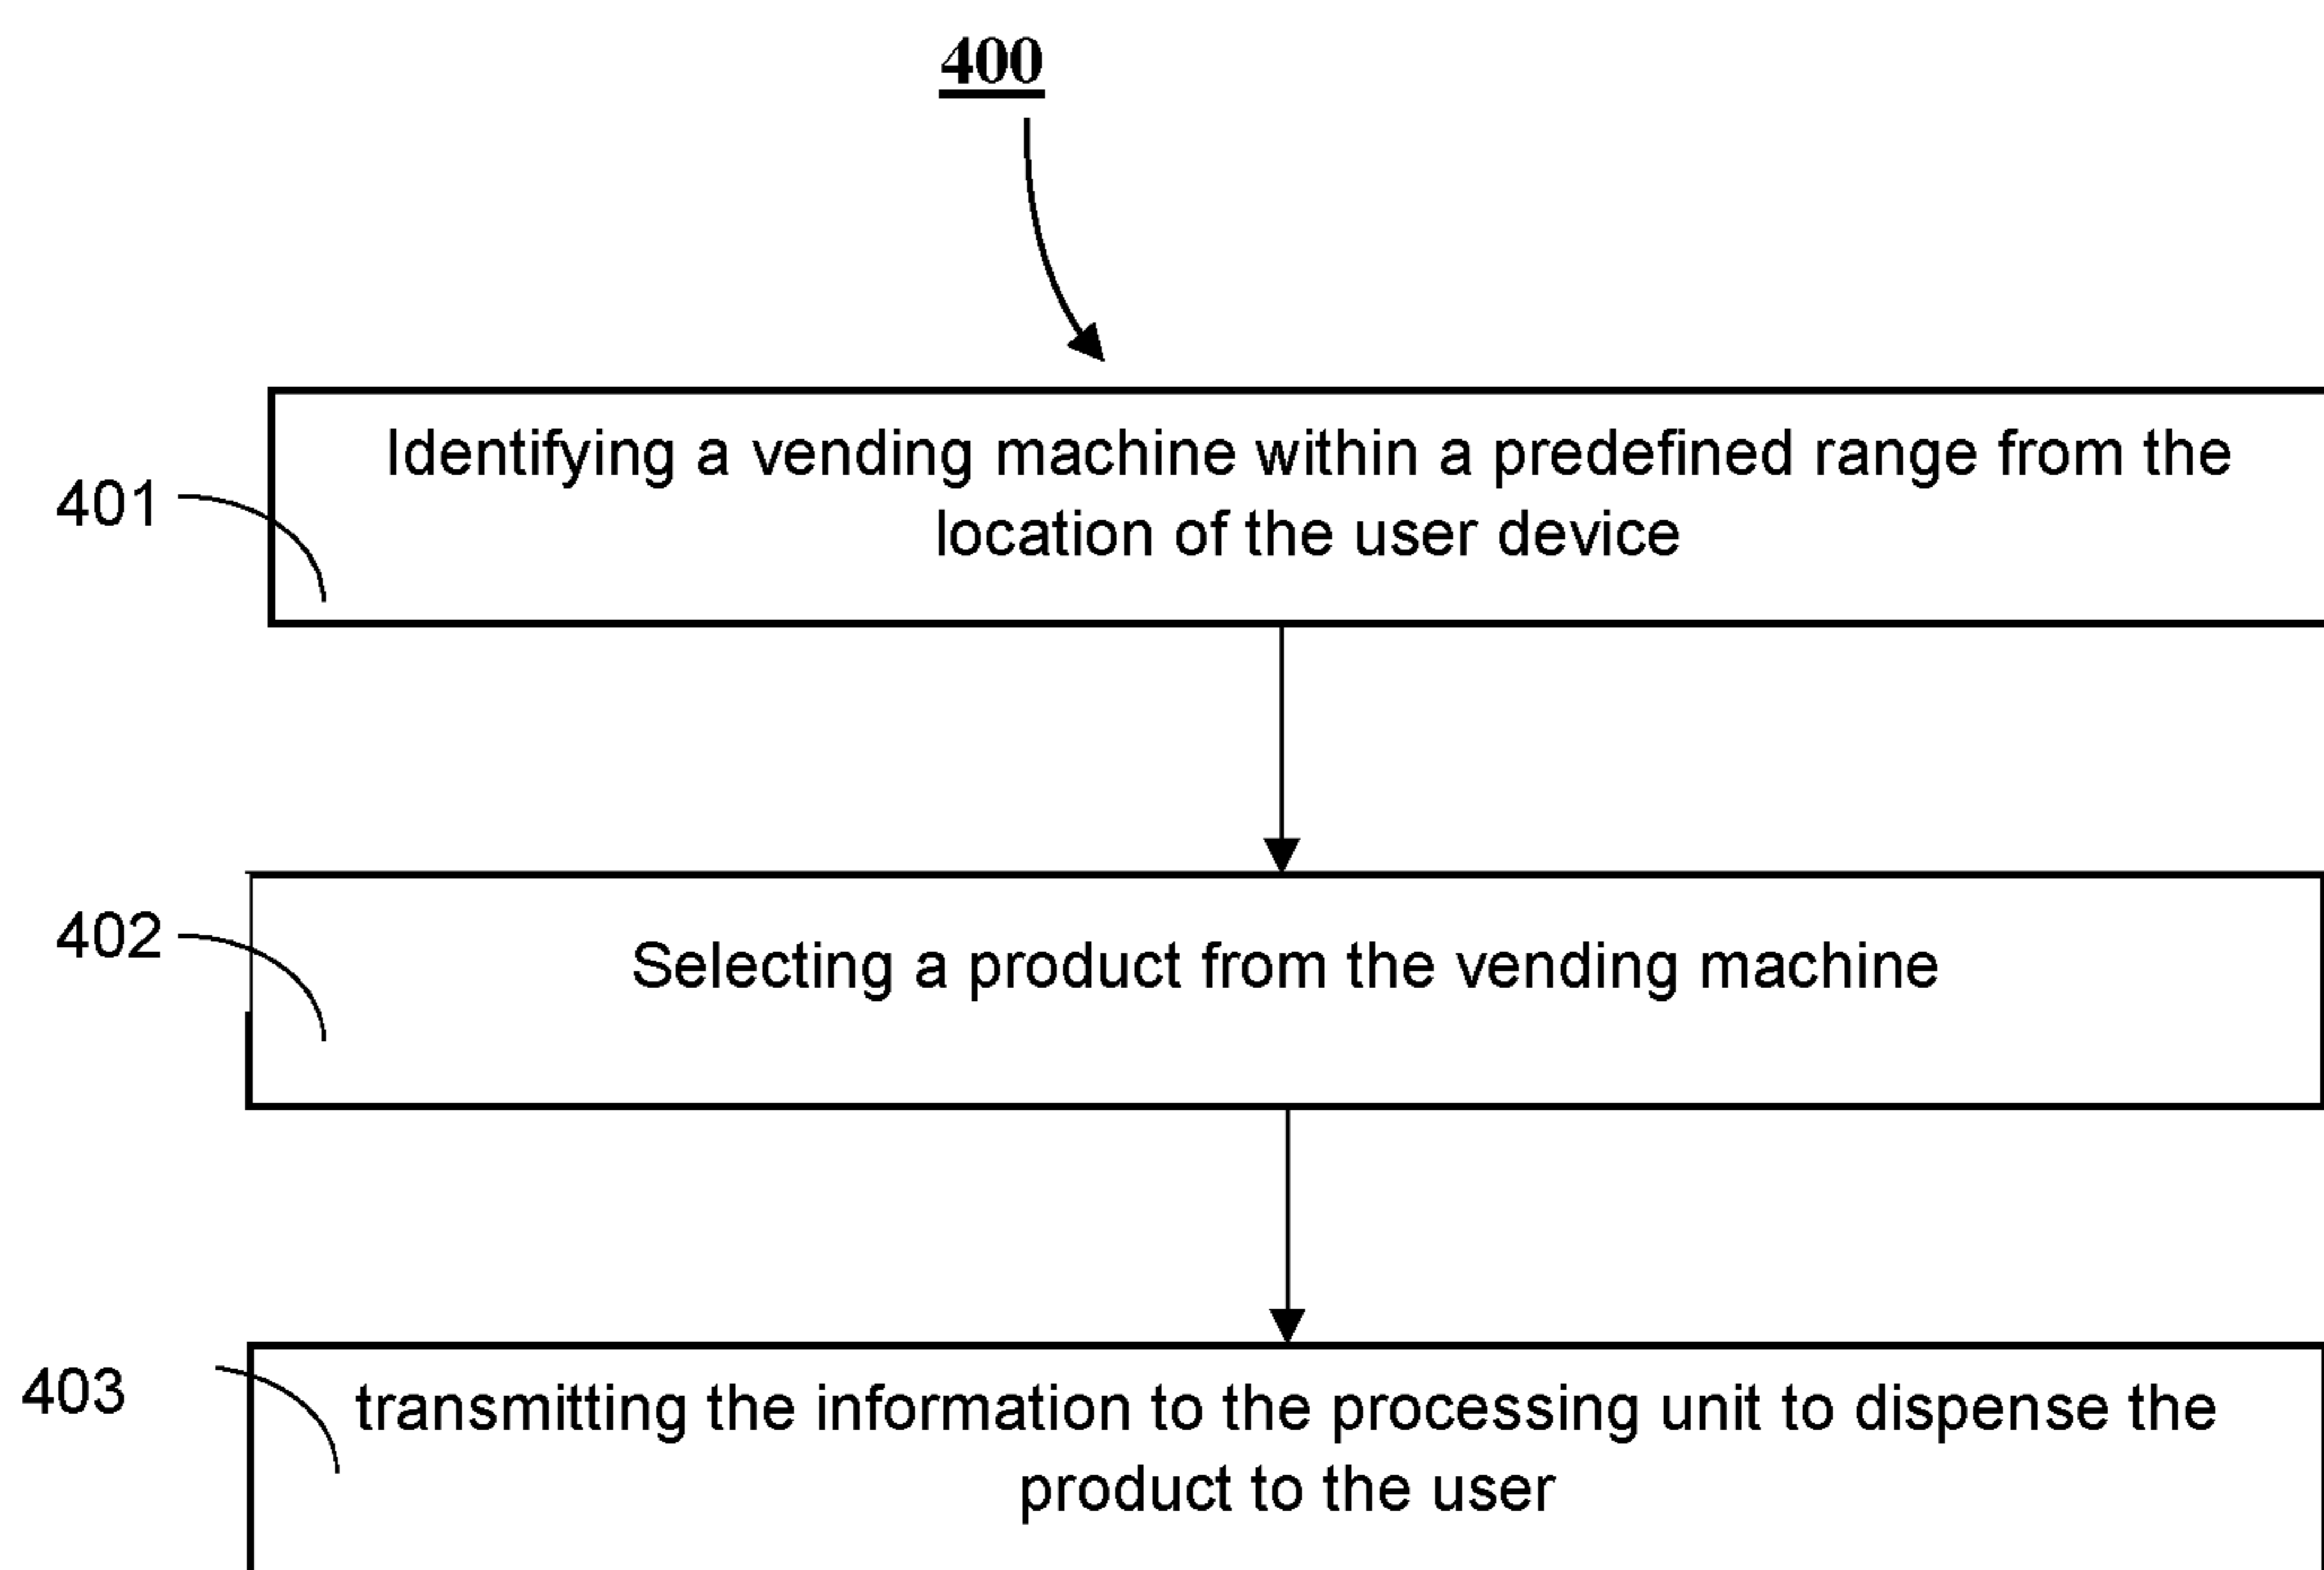 400
401
Identifying a vending machine within a predefined range from the
location of the user device
402
Selecting a product from the vending machine
403
transmitting the information to the processing unit to dispense the
product to the user